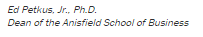 Ed Petkus, Jr., Ph.D.
Dean of the Anisfield School of Business